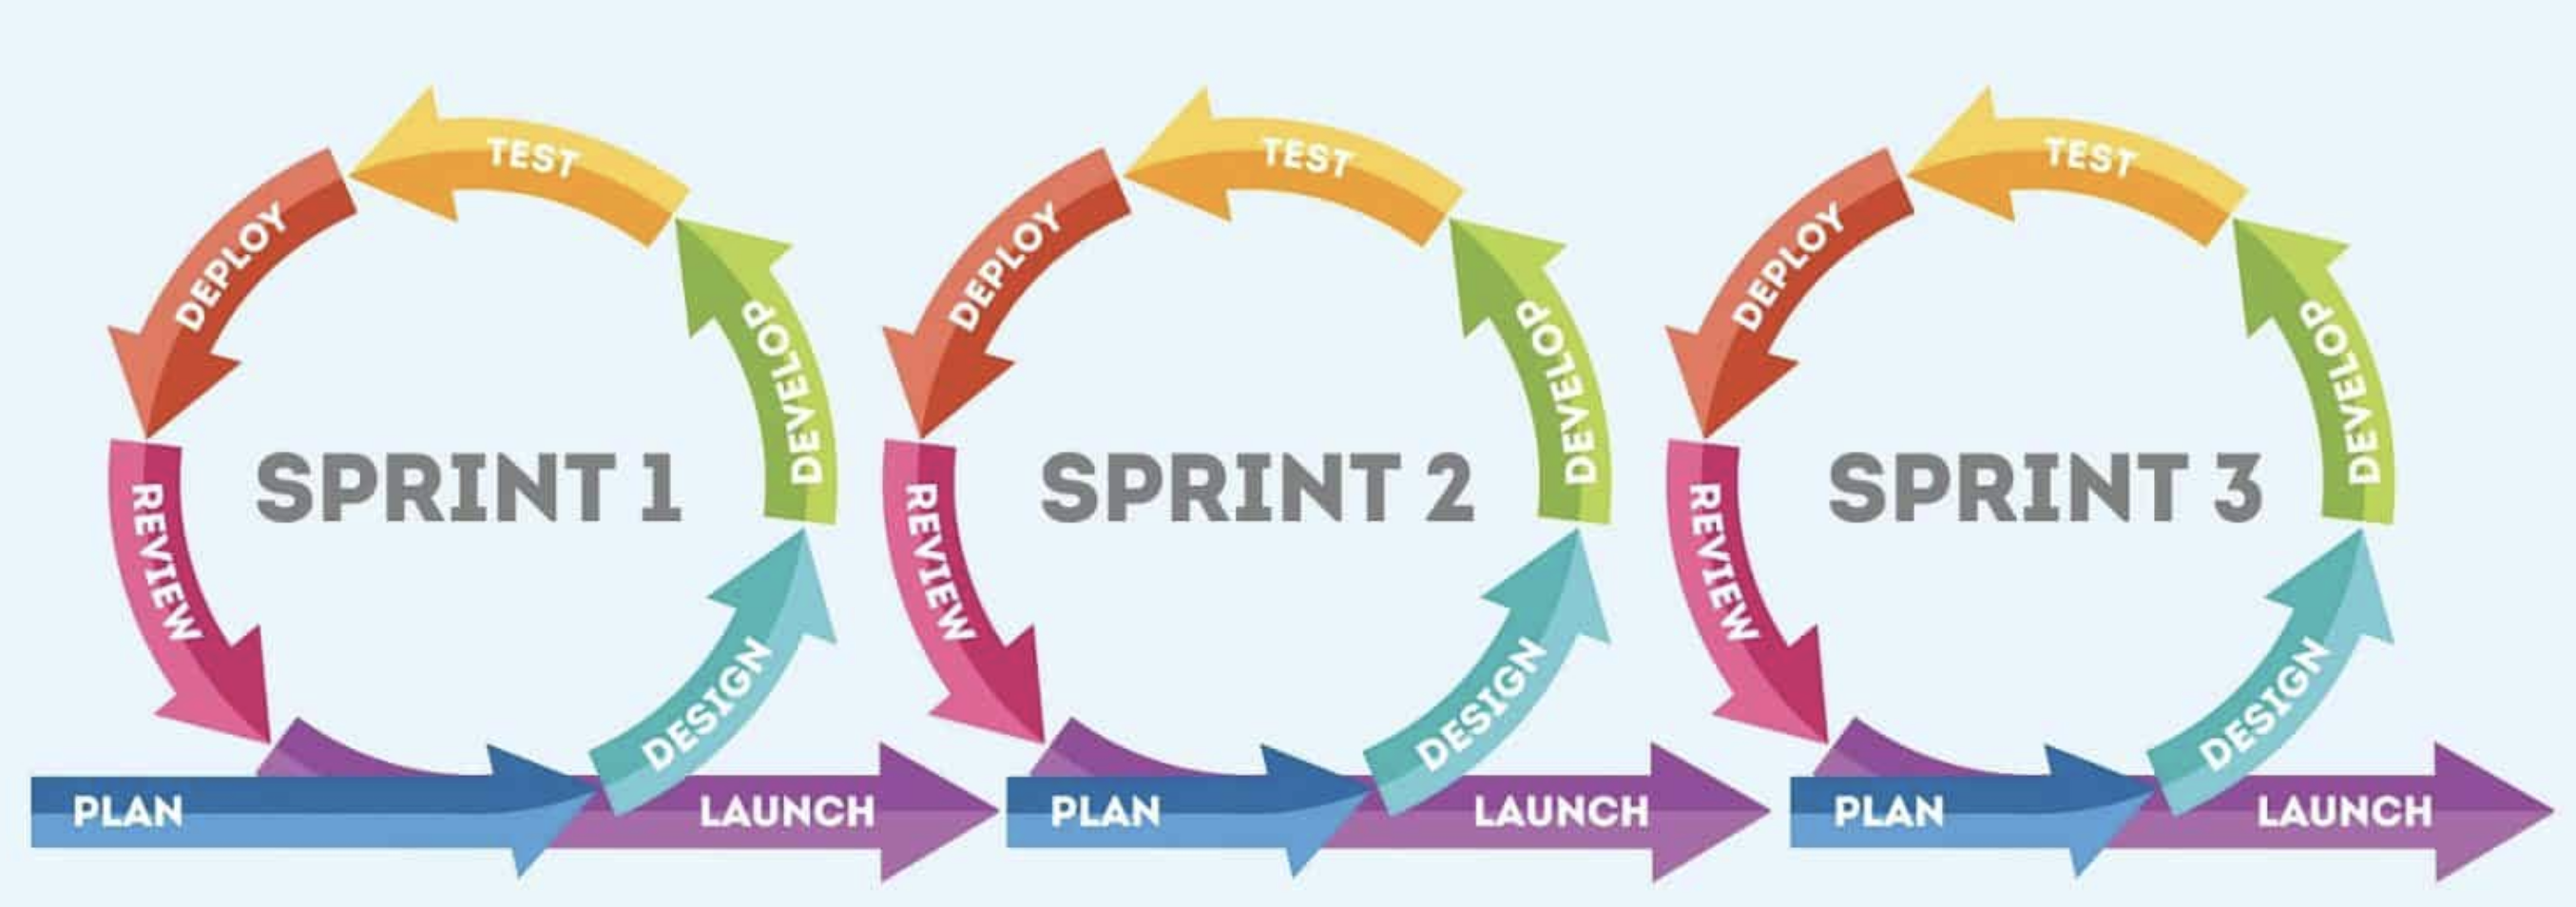 PLAN
DESIGN
DEVELOP
TEST
DEPLOY
REVIEW
LAUNCH
SPRINT 1
PLAN
DESIGN
DEVELOP
TEST
DEPLOY
REVIEW
LAUNCH
SPRINT 2
PLAN
DESIGN
DEVELOP
TEST
DEPLOY
REVIEW
LAUNCH
SPRINT 3